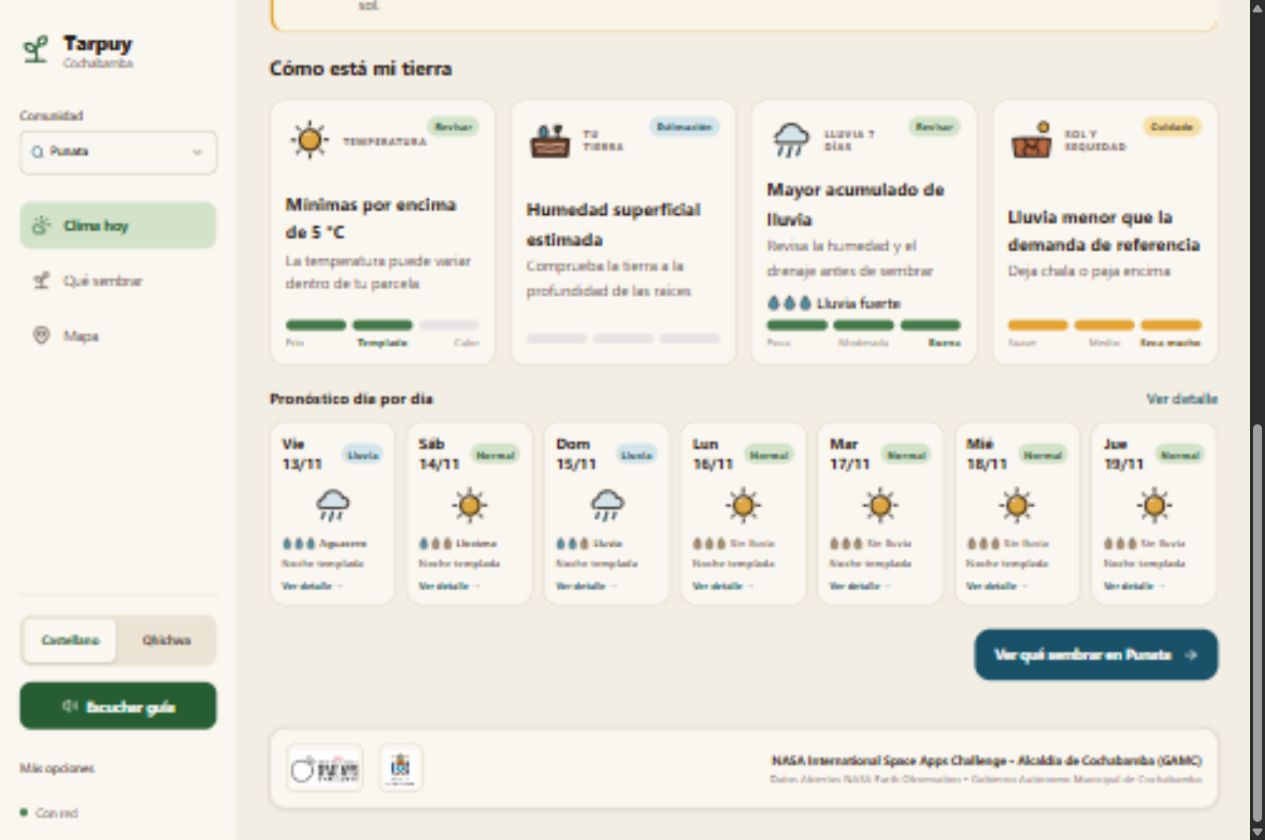 sol.
Tarpuy
Cochabamba
Comunidad
Punata
Clima hoy
Qué sembrar
Mapa
Castellano
Qhichwa
Escuchar guía
Más opciones
Con red
Cómo está mi tierra
TEMPERATURA
Revisar
Mínimas por encima
de 5 °C
La temperatura puede variar
dentro de tu parcela
Frío
Templado
Calor
TU
TIERRA
Estimación
Humedad superficial
estimada
Comprueba la tierra a la
profundidad de las raíces
LLUVIA 7
DÍAS
Revisar
Mayor acumulado de
lluvia
Revisa la humedad y el
drenaje antes de sembrar
Lluvia fuerte
Poca
Moderada
Buena
SOL Y
SEQUEDAD
Cuidado
Lluvia menor que la
demanda de referencia
Deja chala o paja encima
Suave
Medio
Seca mucho
Pronóstico día por día
Ver detalle
Vie
13/11
Lluvia
Aguacero
Noche templada
Ver detalle →
Sáb
14/11
Normal
Llovizna
Noche templada
Ver detalle →
Dom
15/11
Lluvia
Lluvia
Noche templada
Ver detalle →
Lun
16/11
Normal
Sin lluvia
Noche templada
Ver detalle →
Mar
17/11
Normal
Sin lluvia
Noche templada
Ver detalle →
Mié
18/11
Normal
Sin lluvia
Noche templada
Ver detalle →
Jue
19/11
Normal
Sin lluvia
Noche templada
Ver detalle →
Ver qué sembrar en Punata →
NASA International Space Apps Challenge - Alcaldía de Cochabamba (GAMC)
Datos Abiertos NASA Earth Observation • Gobierno Autónomo Municipal de Cochabamba